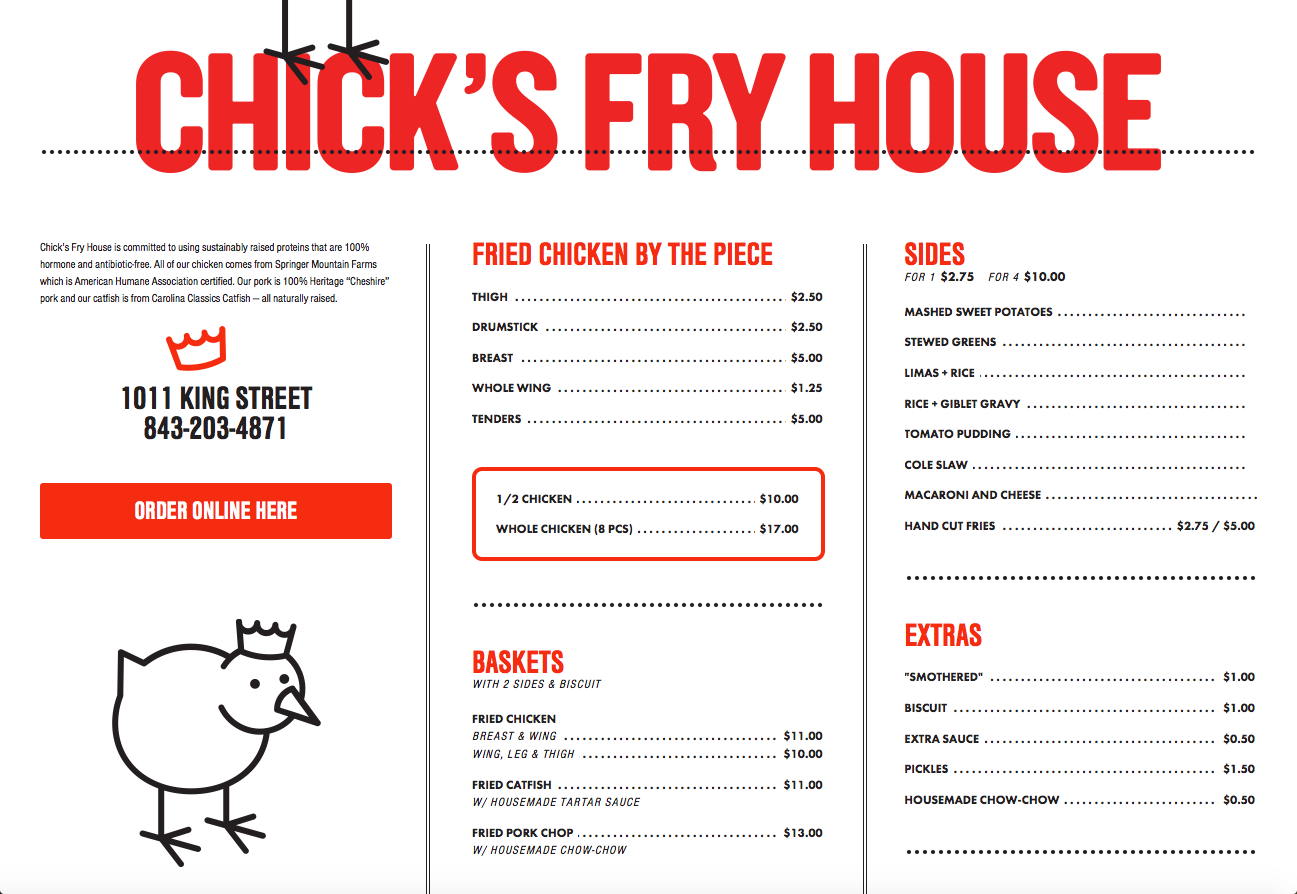 CHICK'S FRY HOUSE
Chick's Fry House is committed to using sustainably raised proteins that are 100%
hormone and antibiotic-free. All of our chicken comes from Springer Mountain Farms
which is American Humane Association certified. Our pork is 100% Heritage “Cheshire”
pork and our catfish is from Carolina Classics Catfish — all naturally raised.
1011 KING STREET
843-203-4871
ORDER ONLINE HERE
FRIED CHICKEN BY THE PIECE
THIGH $2.50
DRUMSTICK $2.50
BREAST $5.00
WHOLE WING $1.25
TENDERS $5.00
1/2 CHICKEN $10.00
WHOLE CHICKEN (8 PCS) $17.00
BASKETS
WITH 2 SIDES & BISCUIT
FRIED CHICKEN
BREAST & WING $11.00
WING, LEG & THIGH $10.00
FRIED CATFISH $11.00
W/ HOUSEMADE TARTAR SAUCE
FRIED PORK CHOP $13.00
W/ HOUSEMADE CHOW-CHOW
SIDES
FOR 1 $2.75 FOR 4 $10.00
MASHED SWEET POTATOES
STEWED GREENS
LIMAS + RICE
RICE + GIBLET GRAVY
TOMATO PUDDING
COLE SLAW
MACARONI AND CHEESE
HAND CUT FRIES $2.75 / $5.00
EXTRAS
"SMOTHERED" $1.00
BISCUIT $1.00
EXTRA SAUCE $0.50
PICKLES $1.50
HOUSEMADE CHOW-CHOW $0.50